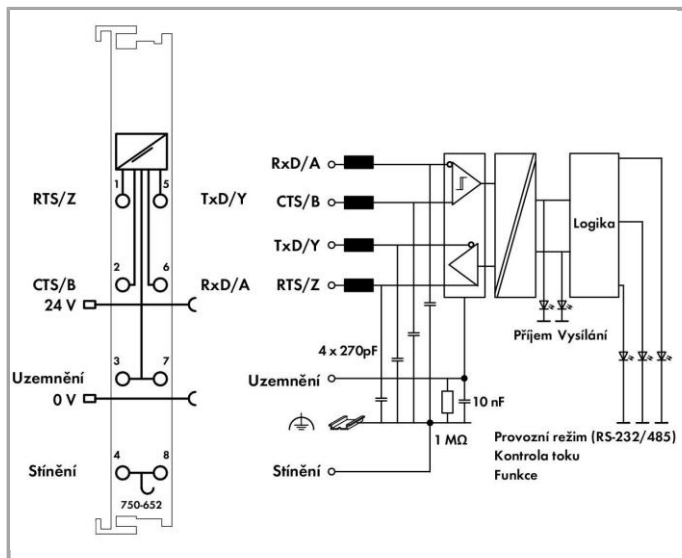 1
5
RTS/Z
TxD/Y
2
6
CTS/B
RxD/A
24 V
3
7
Uzemnění
0 V
4
8
Stínění
750-652
RxD/A
CTS/B
TxD/Y
RTS/Z
Logika
Příjem Vysílání
4 x 270pF
Uzemnění
10 nF
1 MΩ
Stínění
Provozní režim (RS-232/485)
Kontrola toku
Funkce